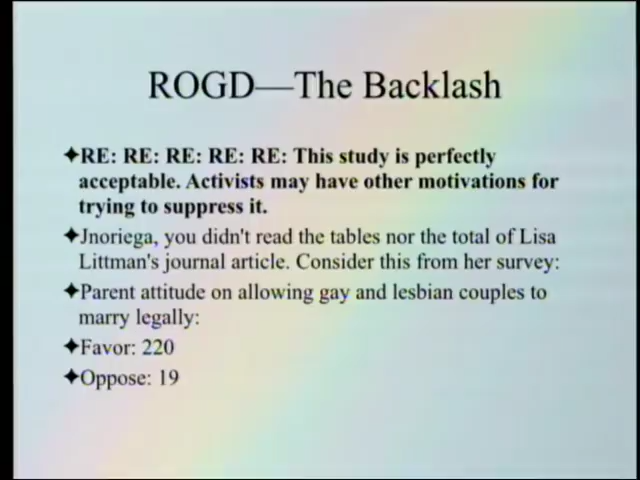 ROGD—The Backlash
✦RE: RE: RE: RE: RE: This study is perfectly
acceptable. Activists may have other motivations for
trying to suppress it.
✦Jnoriega, you didn't read the tables nor the total of Lisa
Littman's journal article. Consider this from her survey:
✦Parent attitude on allowing gay and lesbian couples to
marry legally:
✦Favor: 220
✦Oppose: 19